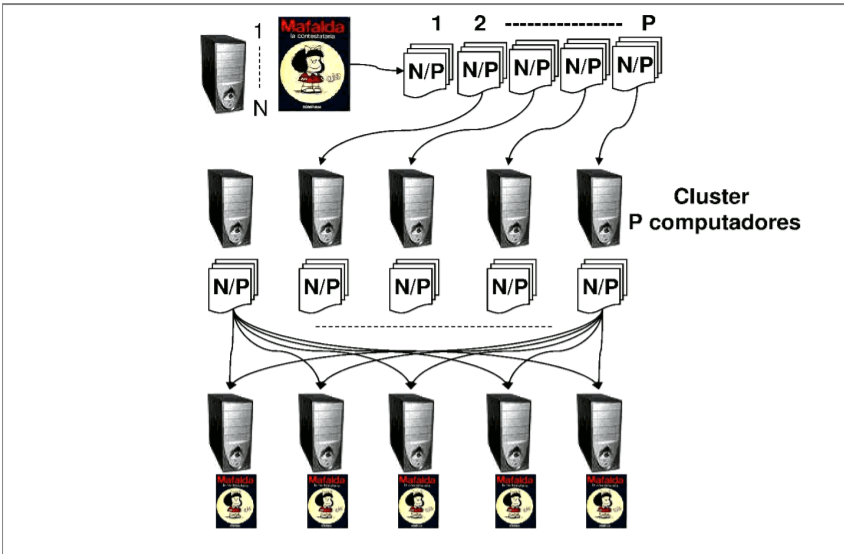 1
N
Mafalda
la contestataria
1 2 P
N/P N/P N/P N/P N/P
Cluster
P computadores
N/P N/P N/P N/P N/P
Mafalda Mafalda Mafalda Mafalda Mafalda